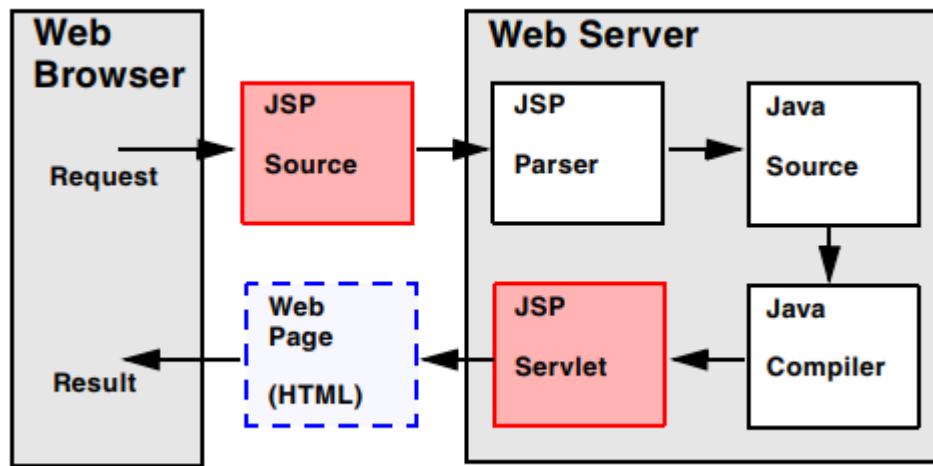 Web
Browser
Web Server
Request
JSP
Source
JSP
Parser
Java
Source
Java
Compiler
JSP
Servlet
Web
Page
(HTML)
Result